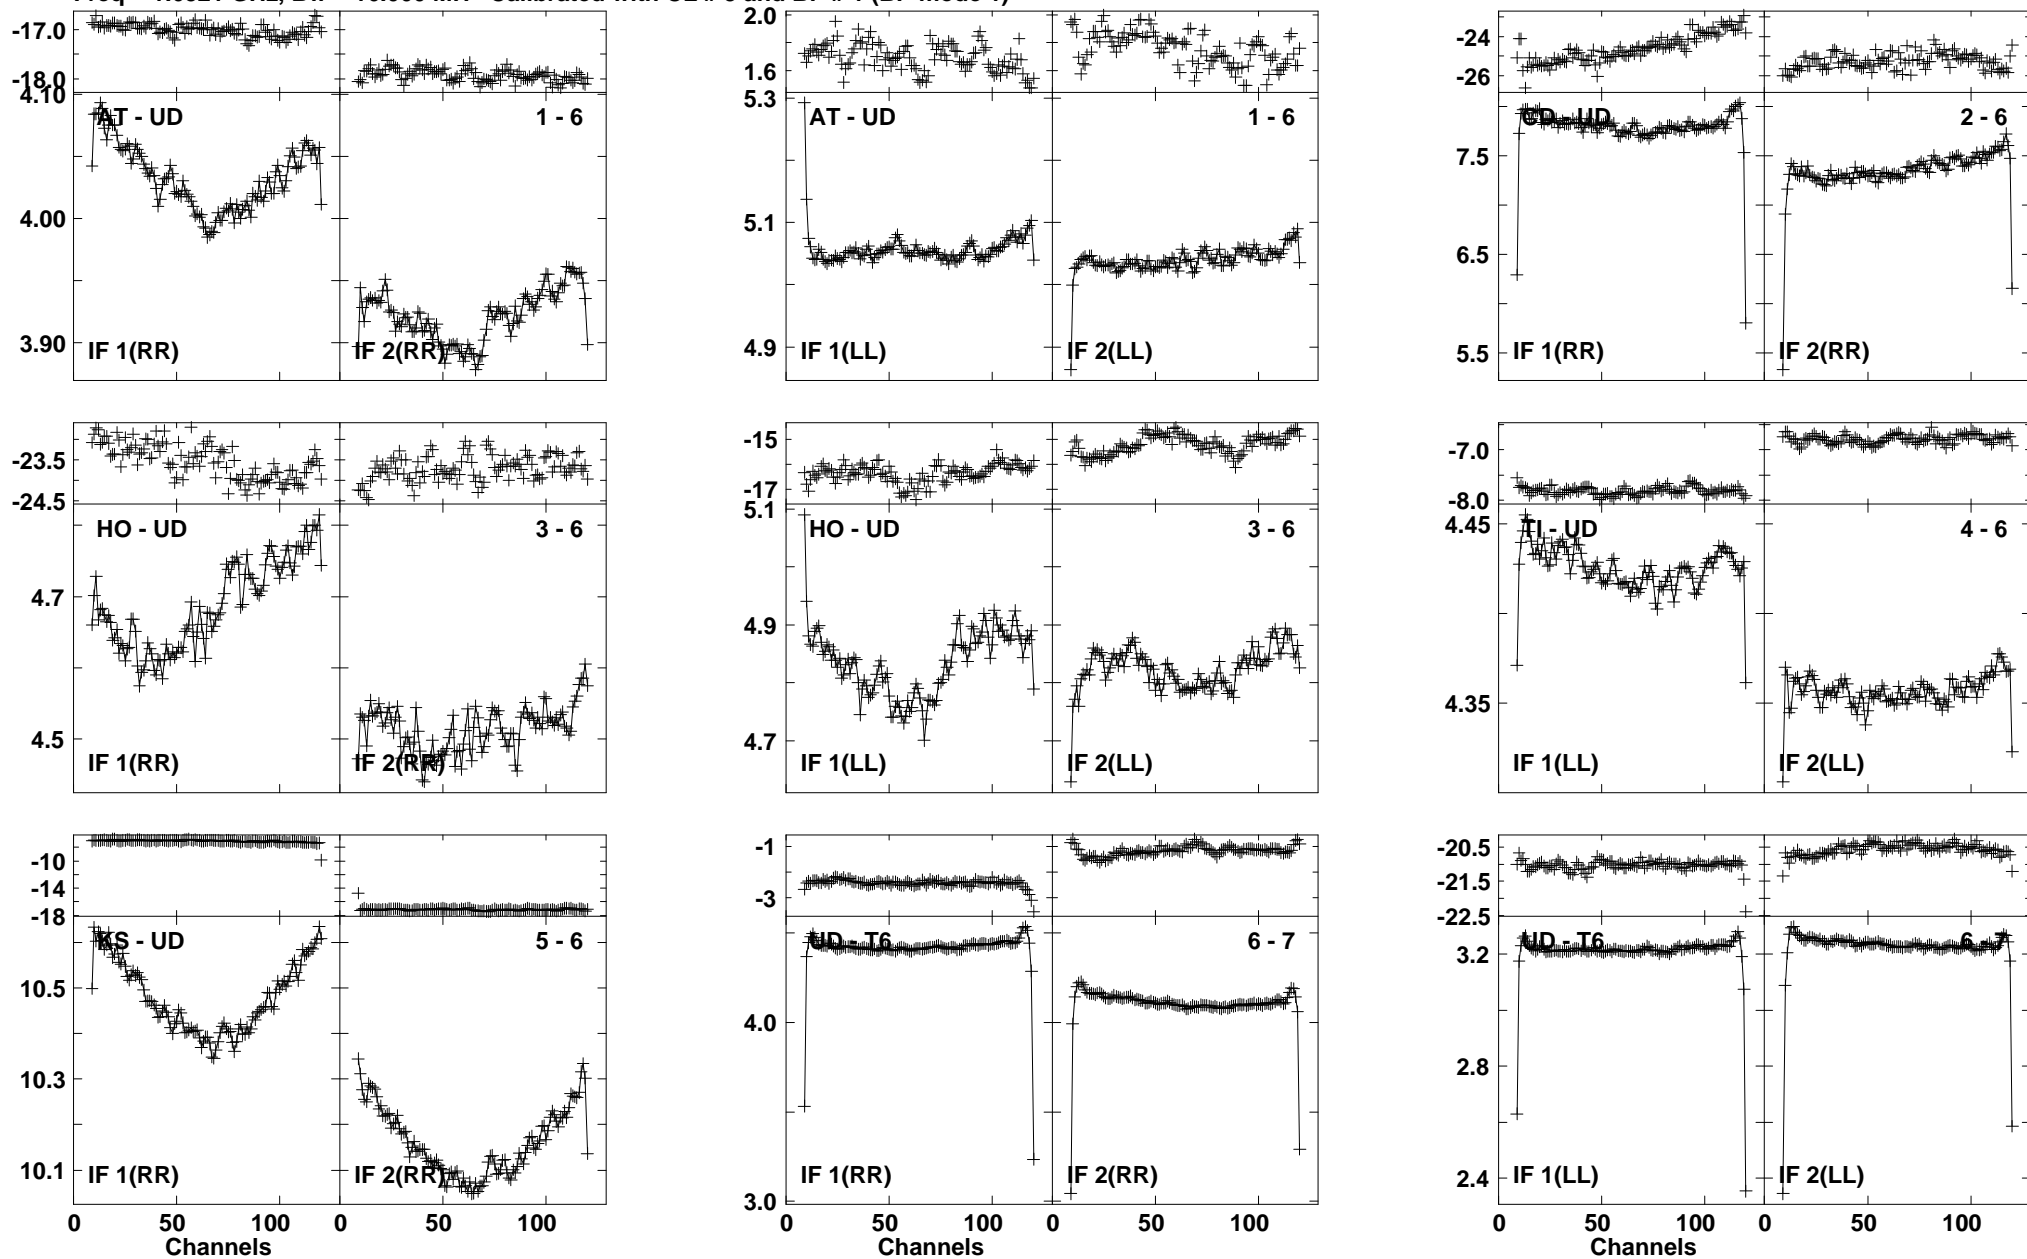 -17.0
-18.0
4.10
AT - UD 1 - 6
4.00
3.90
IF 1(RR) IF 2(RR)
2.0
1.6
5.3
AT - UD 1 - 6
5.1
4.9
IF 1(LL) IF 2(LL)
-24
-26
CD - UD 2 - 6
7.5
6.5
5.5
IF 1(RR) IF 2(RR)
-23.5
-24.5
HO - UD 3 - 6
4.7
4.5
IF 1(RR) IF 2(RR)
-15
-17
5.1
HO - UD 3 - 6
4.9
4.7
IF 1(LL) IF 2(LL)
-7.0
-8.0
4.45
TI - UD 4 - 6
4.35
IF 1(LL) IF 2(LL)
-10
-14
-18
KS - UD 5 - 6
10.5
10.3
10.1
IF 1(RR) IF 2(RR)
0 50 100 0 50 100
Channels
-1
-3
UD - T6 6 - 7
4.0
3.0
IF 1(RR) IF 2(RR)
0 50 100 0 50 100
Channels
-20.5
-21.5
-22.5
UD - T6 6 - 7
3.2
2.8
2.4
IF 1(LL) IF 2(LL)
0 50 100 0 50 100
Channels